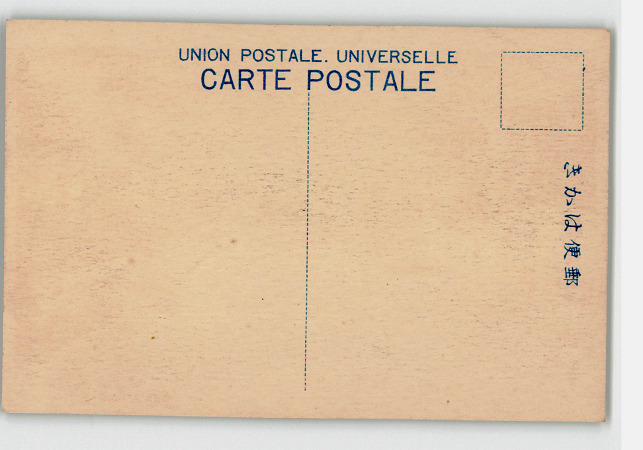 UNION POSTALE. UNIVERSELLE
CARTE POSTALE
きかは便郵